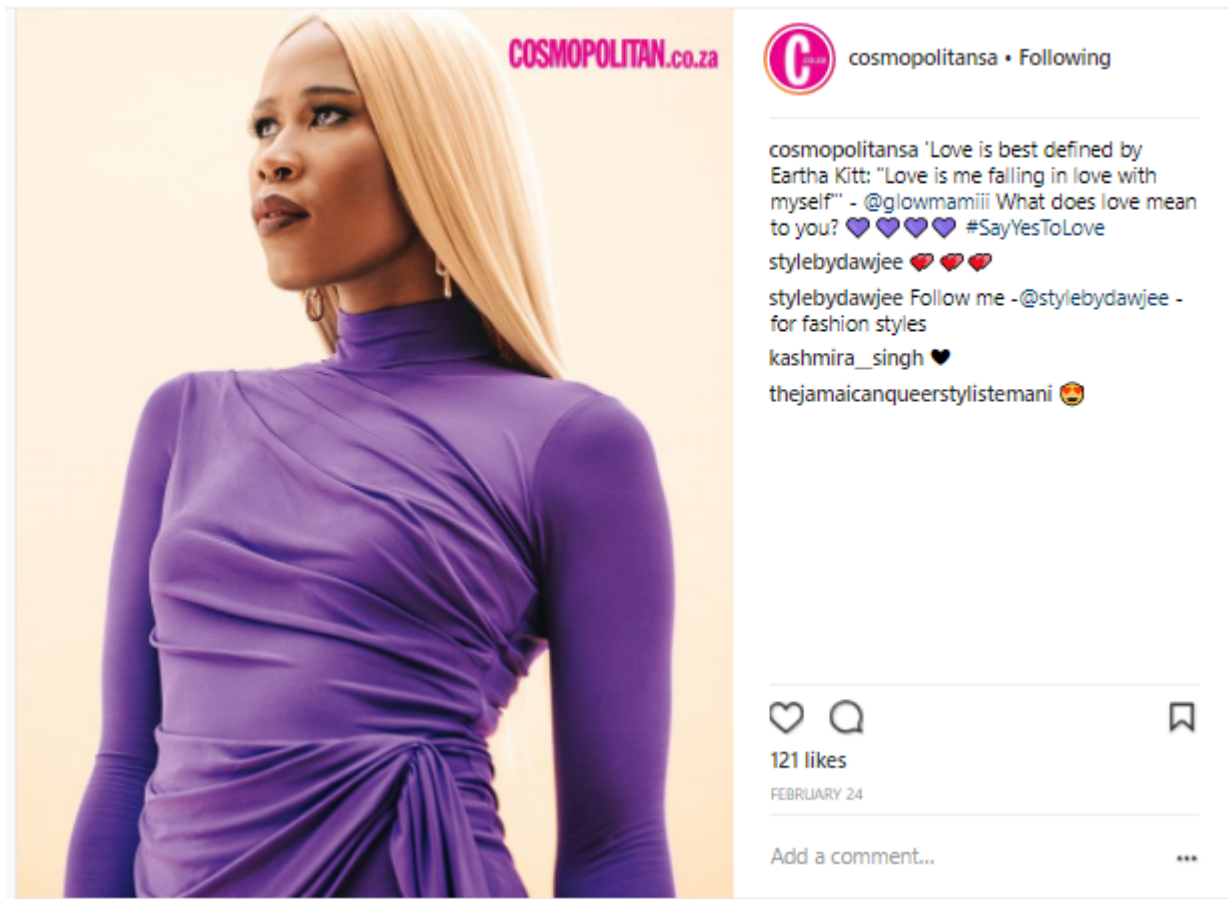 COSMOPOLITAN.co.za
C.co.za
cosmopolitansa • Following
cosmopolitansa 'Love is best defined by
Eartha Kitt: "Love is me falling in love with
myself"' - @glowmamiii What does love mean
to you? 💜 💜 💜 💜 #SayYesToLove
stylebydawjee 💕 💕 💕
stylebydawjee Follow me -@stylebydawjee -
for fashion styles
kashmira__singh 🖤
thejamaicanqueerstylistemani 😍
121 likes
FEBRUARY 24
Add a comment...